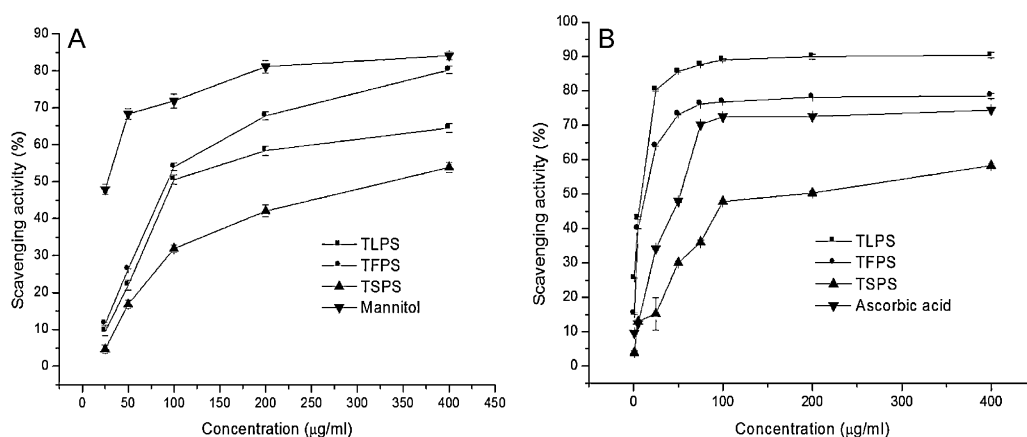 A
Scavenging activity (%)
90
80
70
60
50
40
30
20
10
0
TLPS
TFPS
TSPS
Mannitol
0 50 100 150 200 250 300 350 400 450
Concentration (μg/ml)
B
Scavenging activity (%)
100
90
80
70
60
50
40
30
20
10
0
TLPS
TFPS
TSPS
Ascorbic acid
0 100 200 300 400
Concentration (μg/ml)